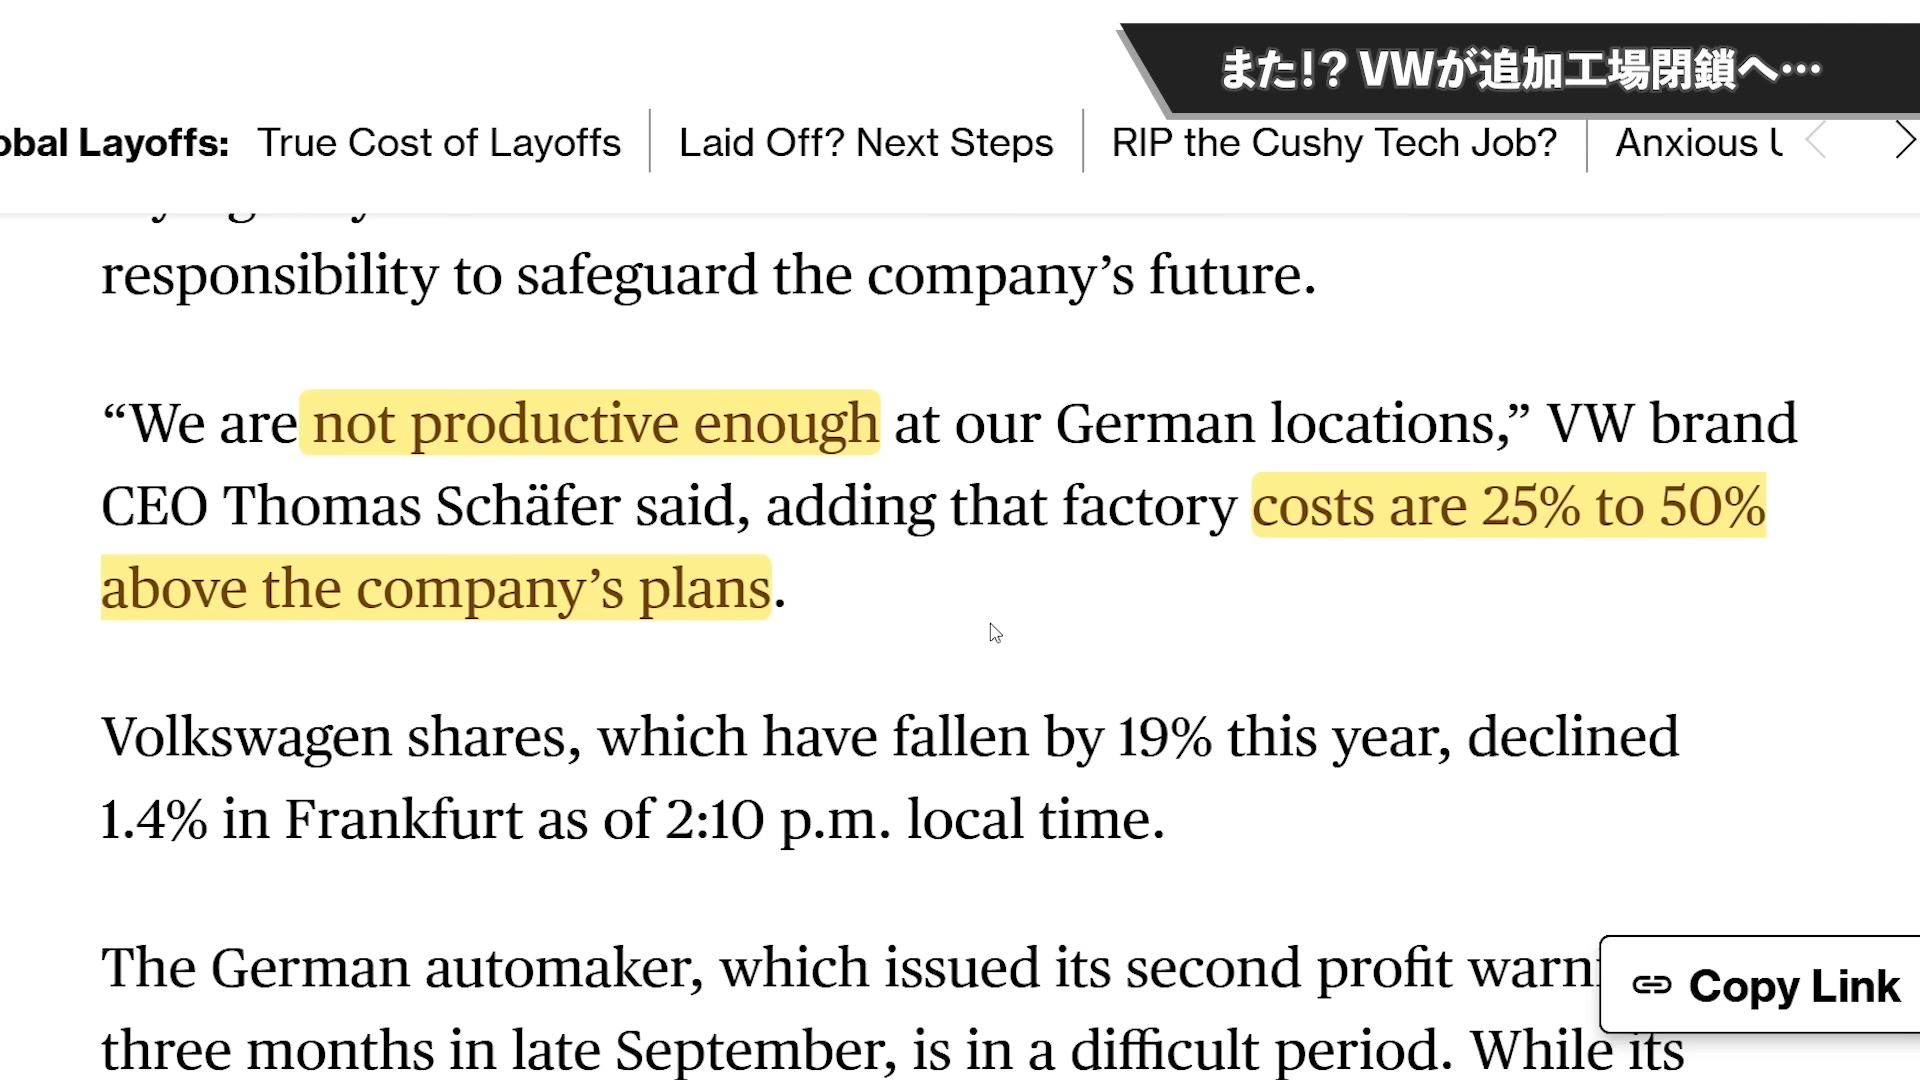 また!? VWが追加工場閉鎖へ…
obal Layoffs: True Cost of Layoffs Laid Off? Next Steps RIP the Cushy Tech Job? Anxious
responsibility to safeguard the company’s future.
“We are not productive enough at our German locations,” VW brand
CEO Thomas Schäfer said, adding that factory costs are 25% to 50%
above the company’s plans.
Volkswagen shares, which have fallen by 19% this year, declined
1.4% in Frankfurt as of 2:10 p.m. local time.
The German automaker, which issued its second profit warn
Copy Link
three months in late September, is in a difficult period. While its